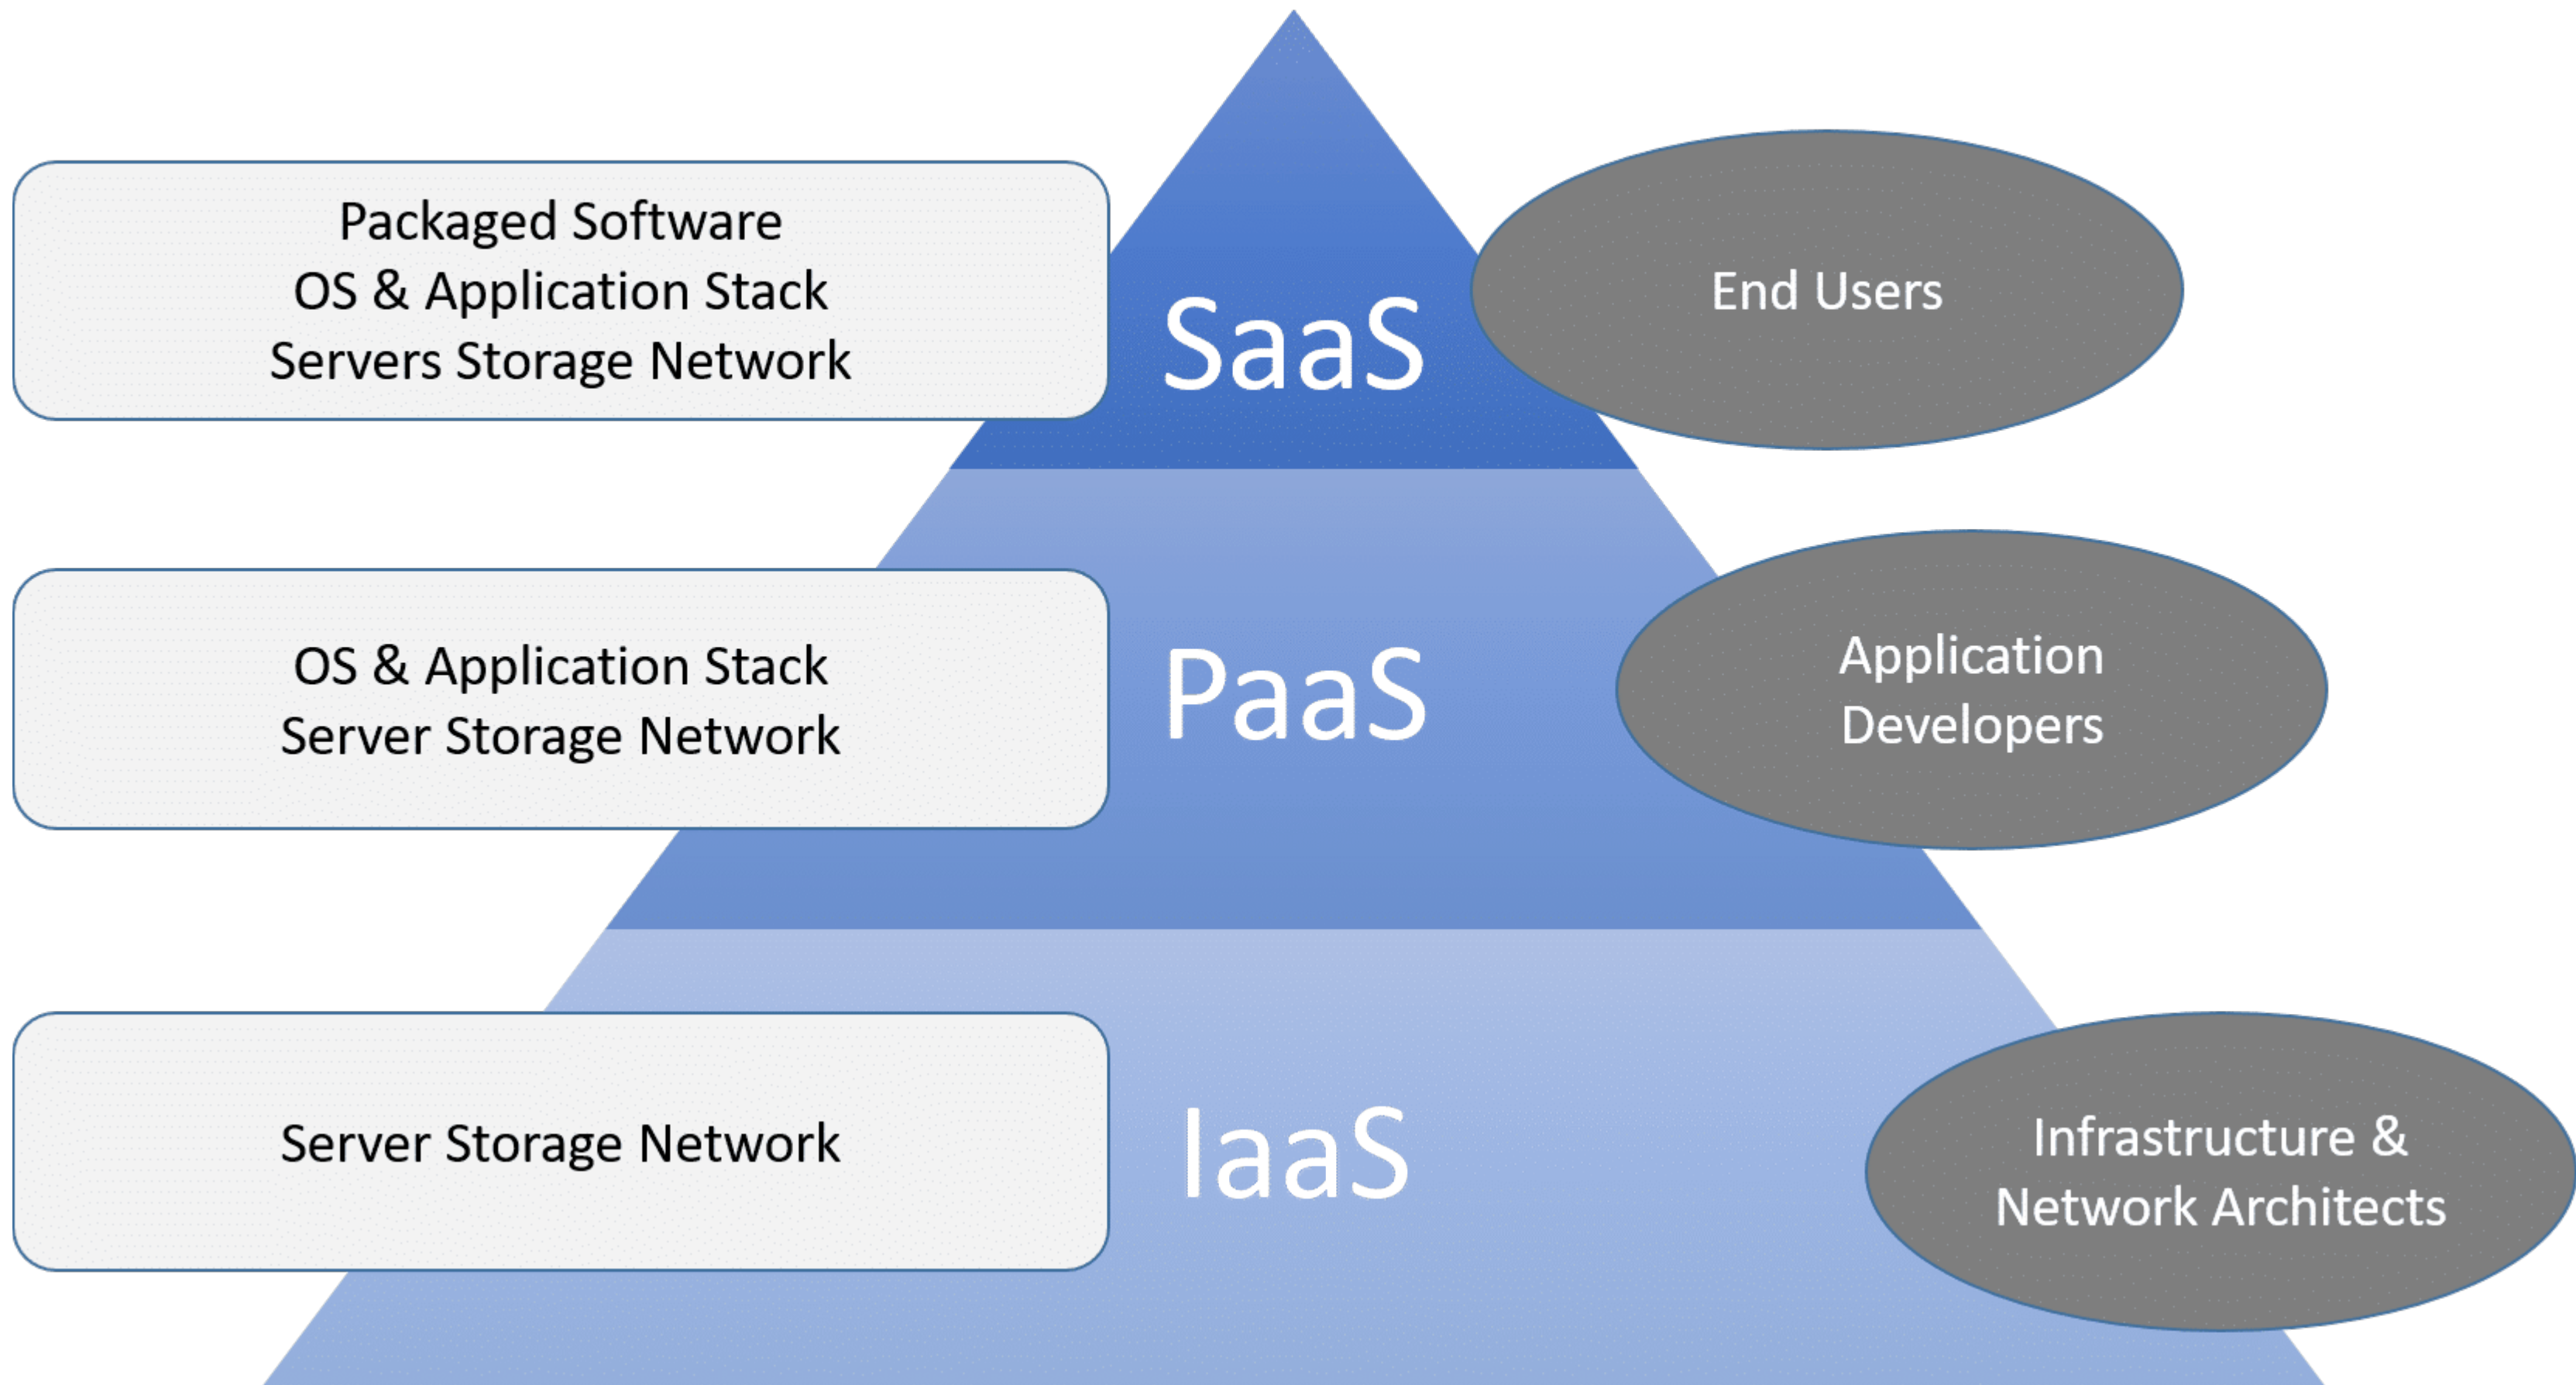 Packaged Software
OS & Application Stack
Servers Storage Network
SaaS
End Users
OS & Application Stack
Server Storage Network
PaaS
Application
Developers
Server Storage Network
IaaS
Infrastructure &
Network Architects